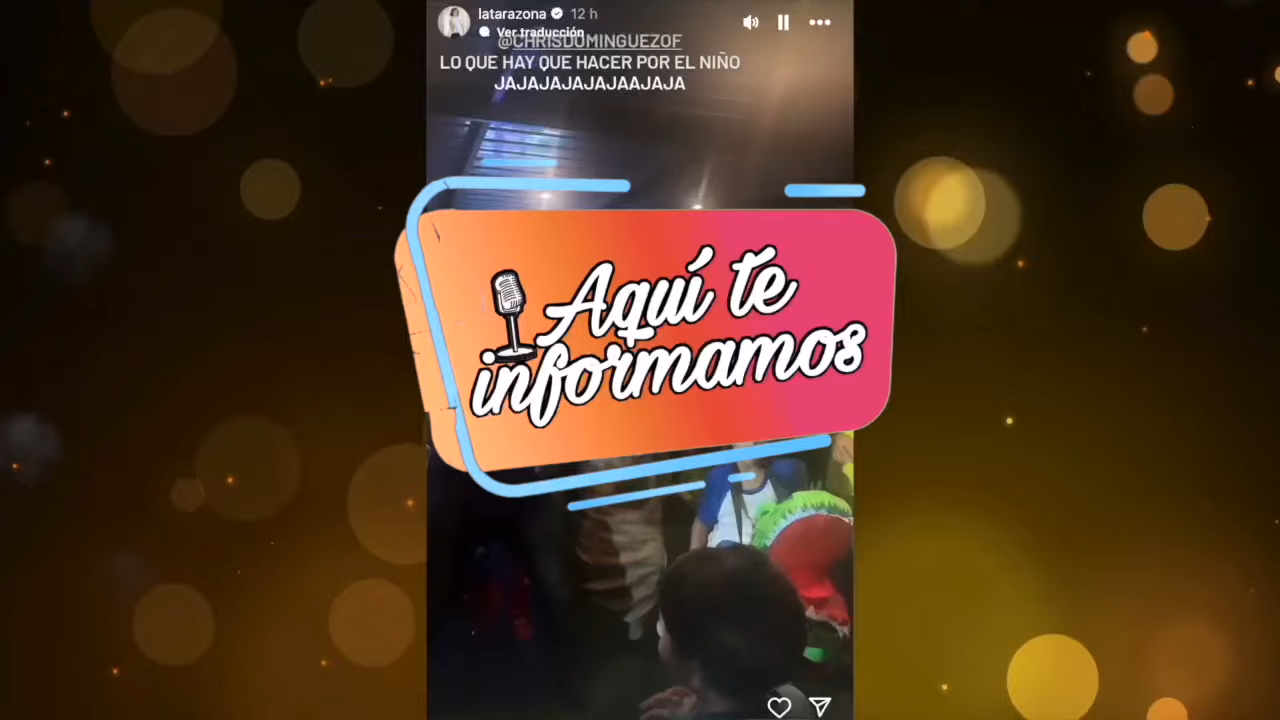 latarazona 12 h
Ver traducción
@CHRISDOMINGUEZOF
LO QUE HAY QUE HACER POR EL NIÑO
JAJAJAJAJAJAAJAJA
Aquí te
informamos